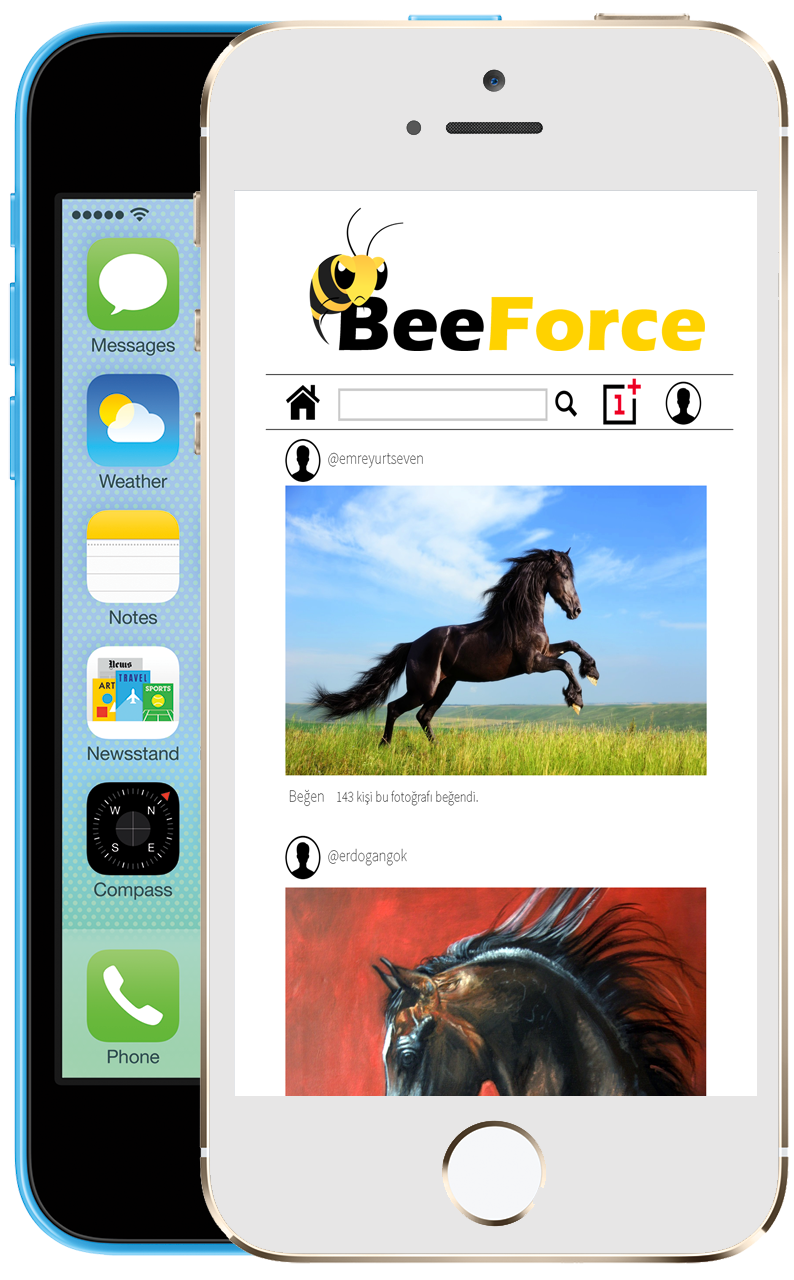 Messages
Weather
Notes
News
ART
TRAVEL
SPORTS
Newsstand
W N
S E
Compass
Phone
BeeForce
1+
@emreyurtseven
Beğen 143 kişi bu fotoğrafı beğendi.
@erdogangok